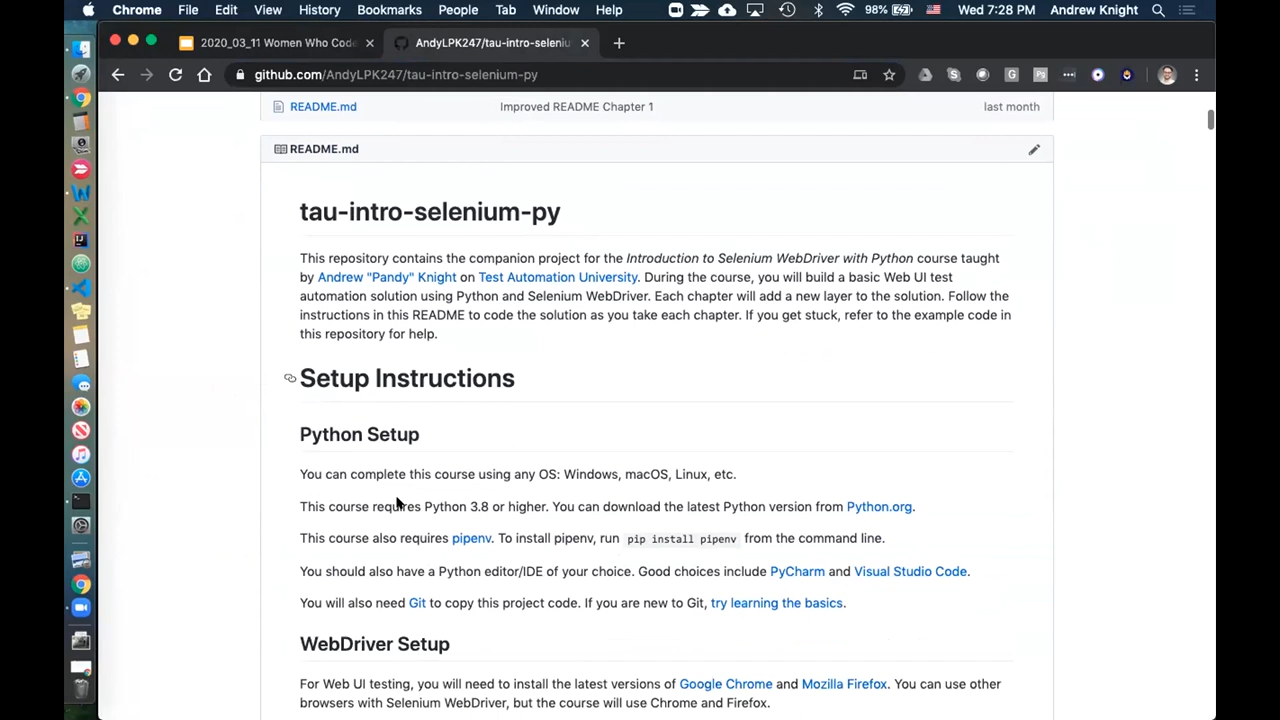 Chrome File Edit View History Bookmarks People Tab Window Help 98% Wed 7:28 PM Andrew Knight
2020_03_11 Women Who Code
AndyLPK247/tau-intro-seleniu
github.com/AndyLPK247/tau-intro-selenium-py
README.md Improved README Chapter 1 last month
README.md
tau-intro-selenium-py
This repository contains the companion project for the Introduction to Selenium WebDriver with Python course taught
by Andrew "Pandy" Knight on Test Automation University. During the course, you will build a basic Web UI test
automation solution using Python and Selenium WebDriver. Each chapter will add a new layer to the solution. Follow the
instructions in this README to code the solution as you take each chapter. If you get stuck, refer to the example code in
this repository for help.
Setup Instructions
Python Setup
You can complete this course using any OS: Windows, macOS, Linux, etc.
This course requires Python 3.8 or higher. You can download the latest Python version from Python.org.
This course also requires pipenv. To install pipenv, run pip install pipenv from the command line.
You should also have a Python editor/IDE of your choice. Good choices include PyCharm and Visual Studio Code.
You will also need Git to copy this project code. If you are new to Git, try learning the basics.
WebDriver Setup
For Web UI testing, you will need to install the latest versions of Google Chrome and Mozilla Firefox. You can use other
browsers with Selenium WebDriver, but the course will use Chrome and Firefox.